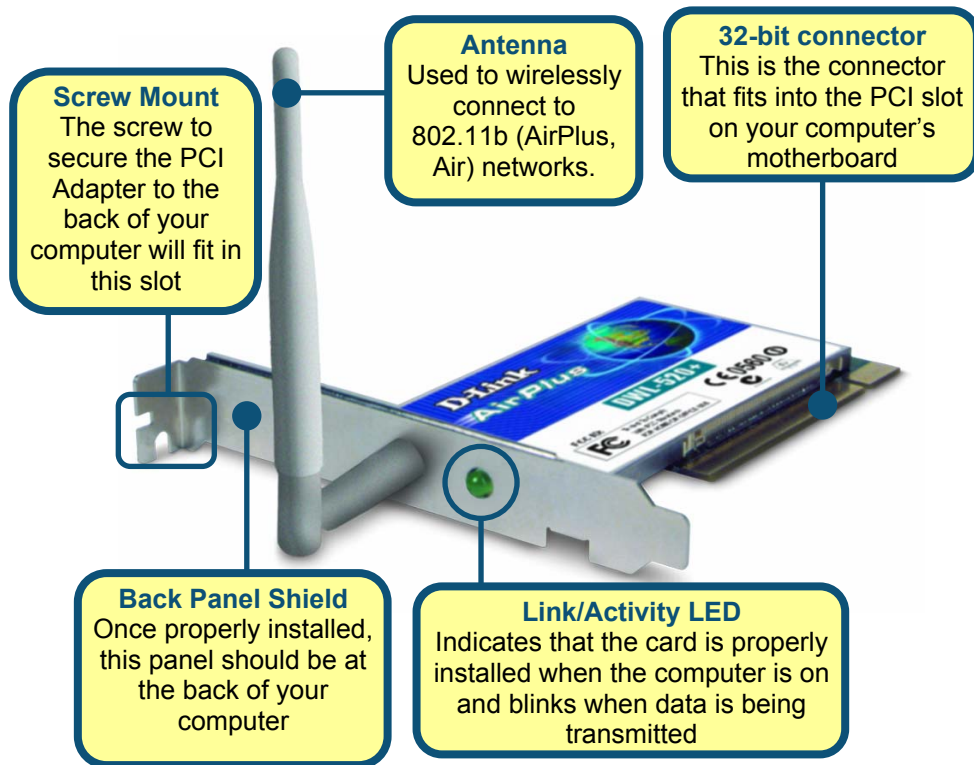 Screw Mount
The screw to
secure the PCI
Adapter to the
back of your
computer will fit in
this slot
Antenna
Used to wirelessly
connect to
802.11b (AirPlus,
Air) networks.
32-bit connector
This is the connector
that fits into the PCI slot
on your computer's
motherboard
D-Link
AirPlus
DWL-520+
CE0560
FCC ID:
FC
Back Panel Shield
Once properly installed,
this panel should be at
the back of your
computer
Link/Activity LED
Indicates that the card is properly
installed when the computer is on
and blinks when data is being
transmitted